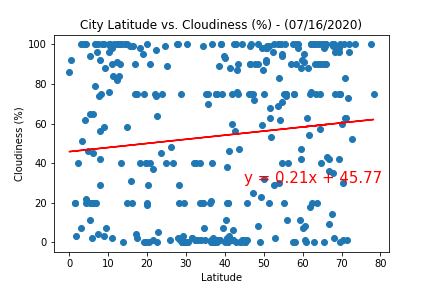 City Latitude vs. Cloudiness (%) - (07/16/2020)
100
80
60
40
20
0
Cloudiness (%)
y = 0.21x + 45.77
0 10 20 30 40 50 60 70 80
Latitude